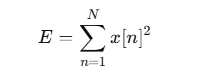 E = \sum_{n=1}^{N} x[n]^2